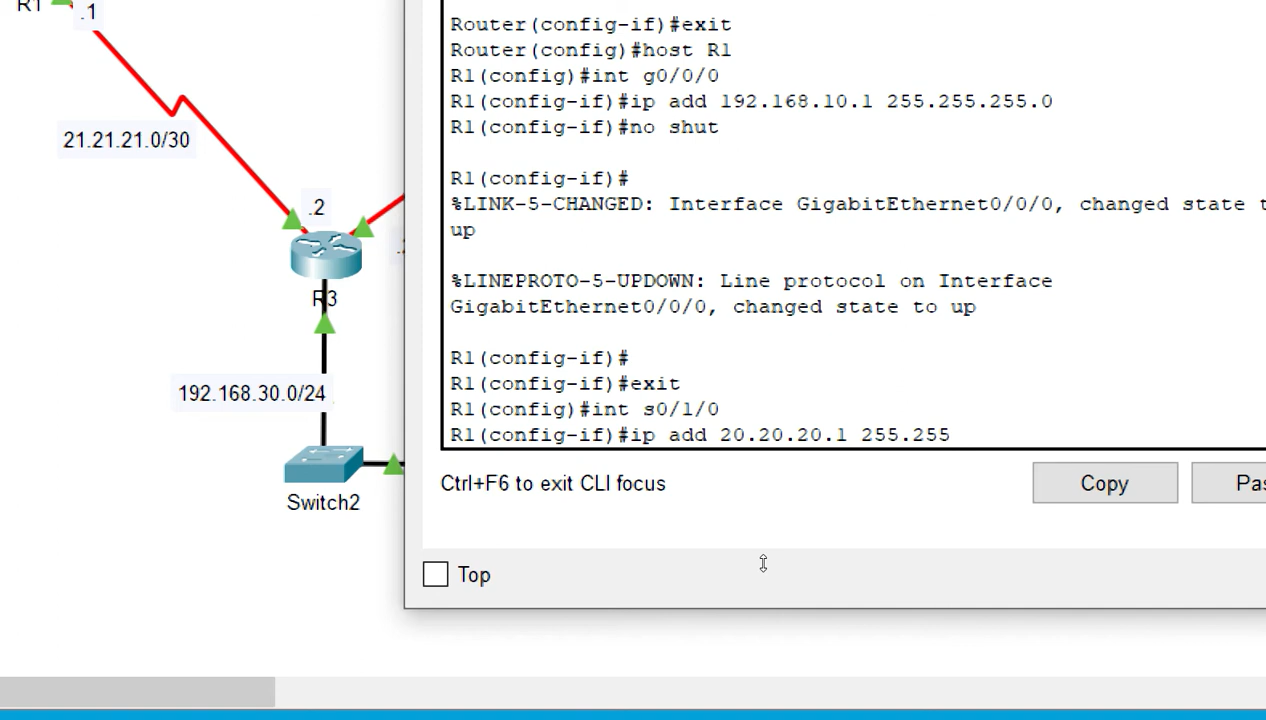 R1
.1
21.21.21.0/30
.2
R3
192.168.30.0/24
Switch2
Router(config-if)#exit
Router(config)#host R1
R1(config)#int g0/0/0
R1(config-if)#ip add 192.168.10.1 255.255.255.0
R1(config-if)#no shut
R1(config-if)#
%LINK-5-CHANGED: Interface GigabitEthernet0/0/0, changed state t
up
%LINEPROTO-5-UPDOWN: Line protocol on Interface
GigabitEthernet0/0/0, changed state to up
R1(config-if)#
R1(config-if)#exit
R1(config)#int s0/1/0
R1(config-if)#ip add 20.20.20.1 255.255
Ctrl+F6 to exit CLI focus
Copy
Pas
Top